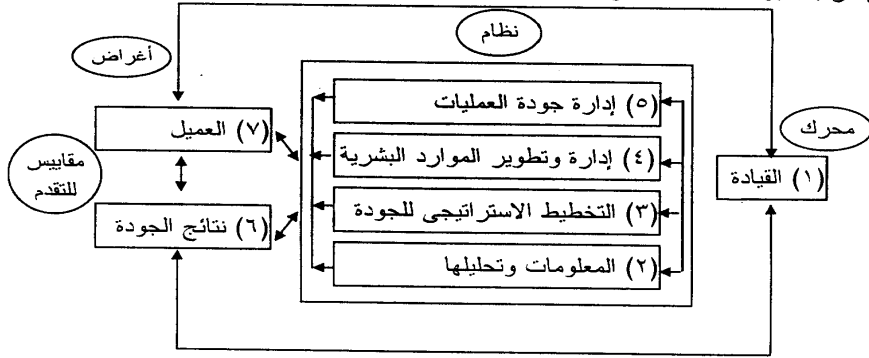 نظام
أغراض
محرك
(٥) إدارة جودة العمليات
(٧) العميل
(٤) إدارة وتطوير الموارد البشرية
(١) القيادة
مقاييس
للتقدم
(٣) التخطيط الاستراتيجى للجودة
(٦) نتائج الجودة
(٢) المعلومات وتحليلها